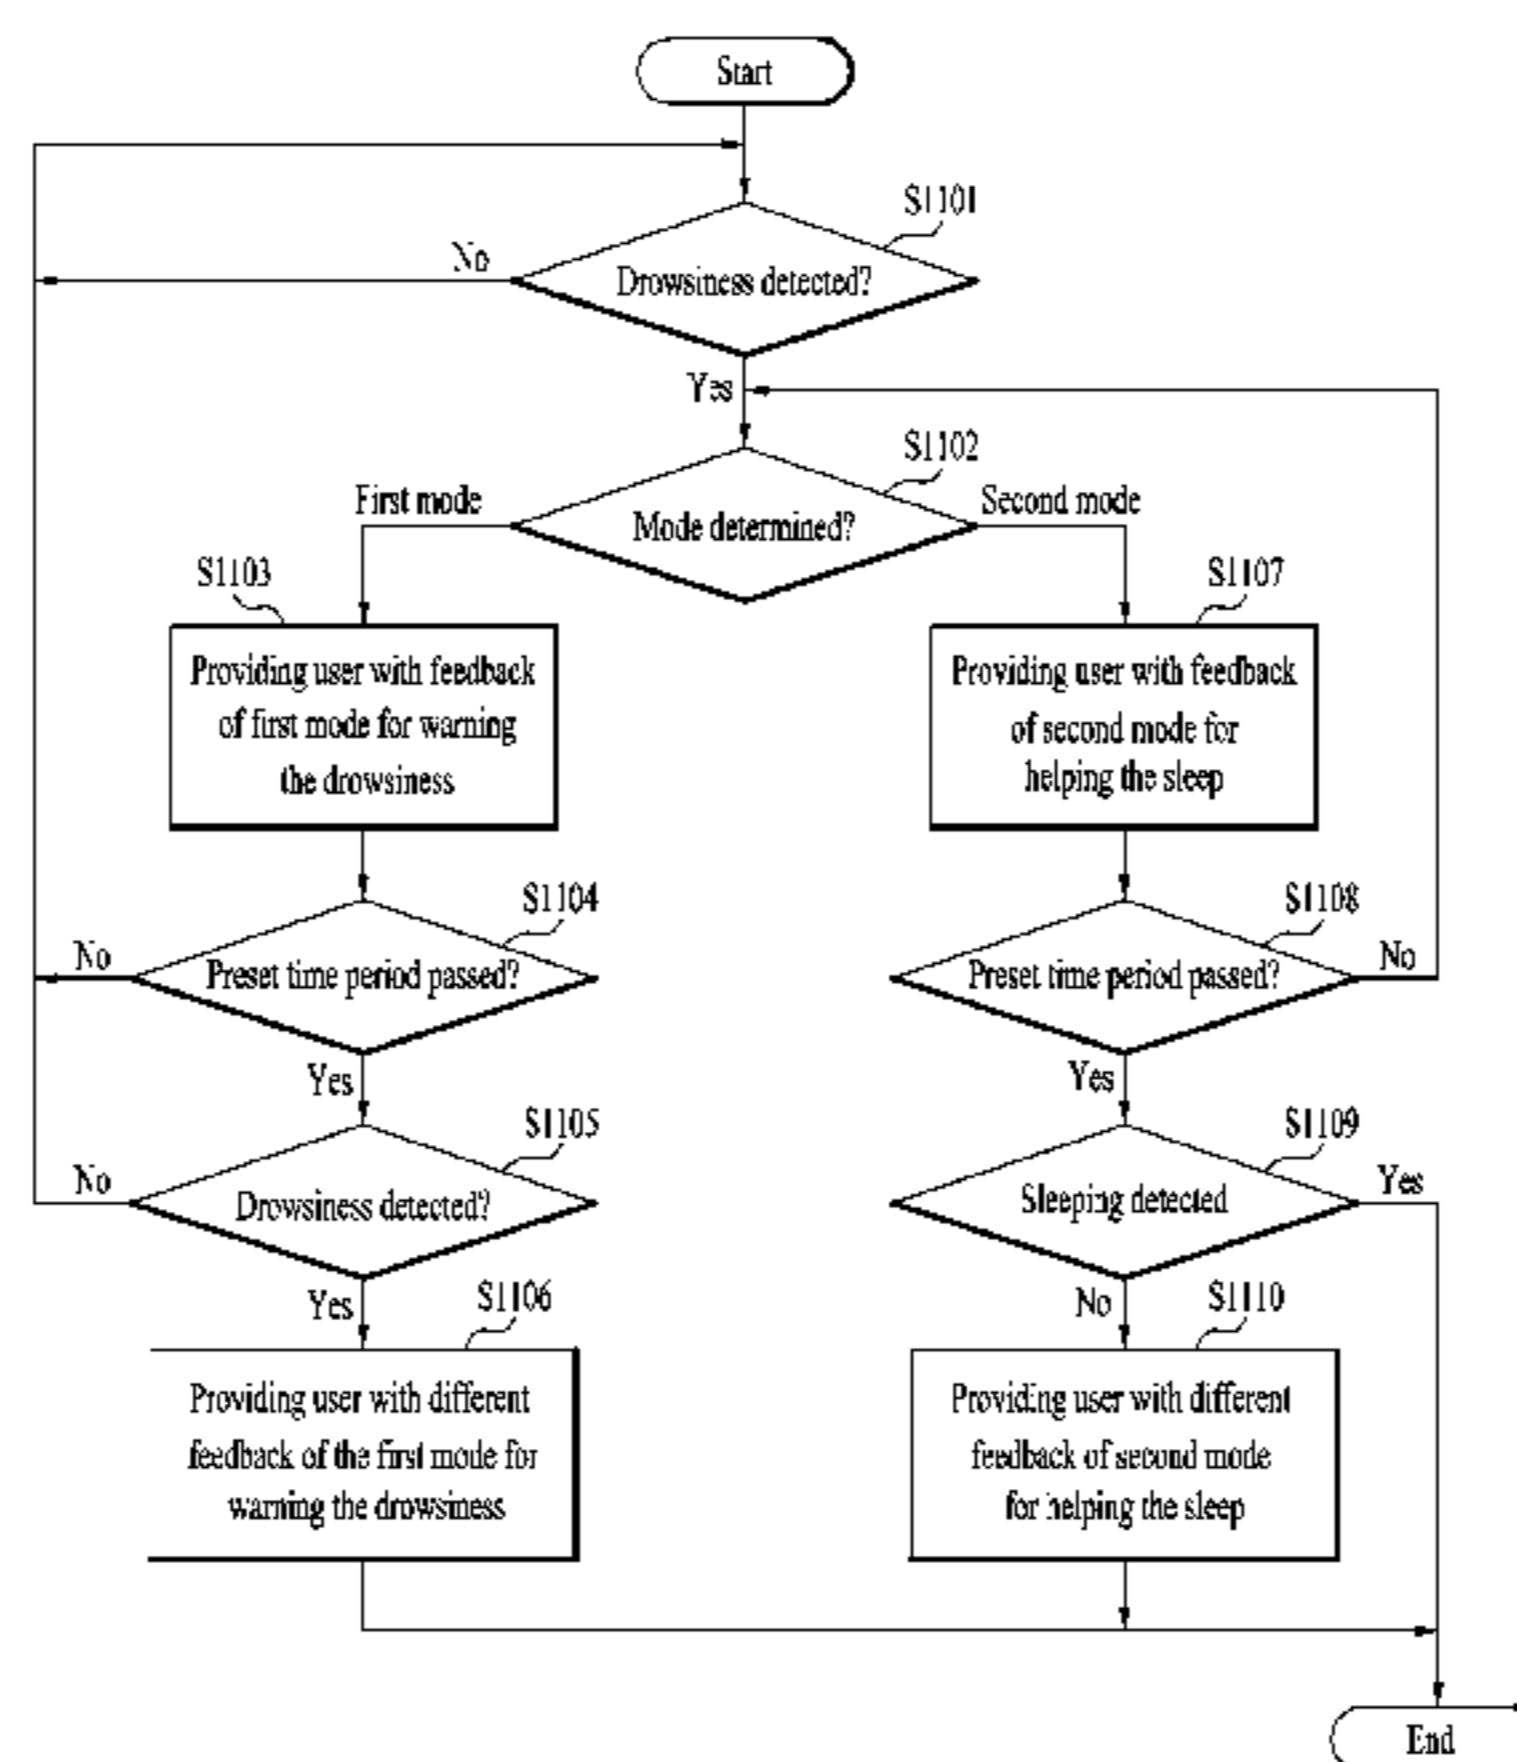 Start
S1101
No
Drowsiness detected?
Yes
S1102
First mode
Second mode
Mode determined?
S1103
S1107
Providing user with feedback
of first mode for warning
the drowsiness
Providing user with feedback
of second mode for
helping the sleep
S1104
S1108
No
Preset time period passed?
Preset time period passed?
No
Yes
Yes
S1105
S1109
No
Drowsiness detected?
Sleeping detected
Yes
Yes
S1106
No
S1110
Providing user with different
feedback of the first mode for
warning the drowsiness
Providing user with different
feedback of second mode
for helping the sleep
End